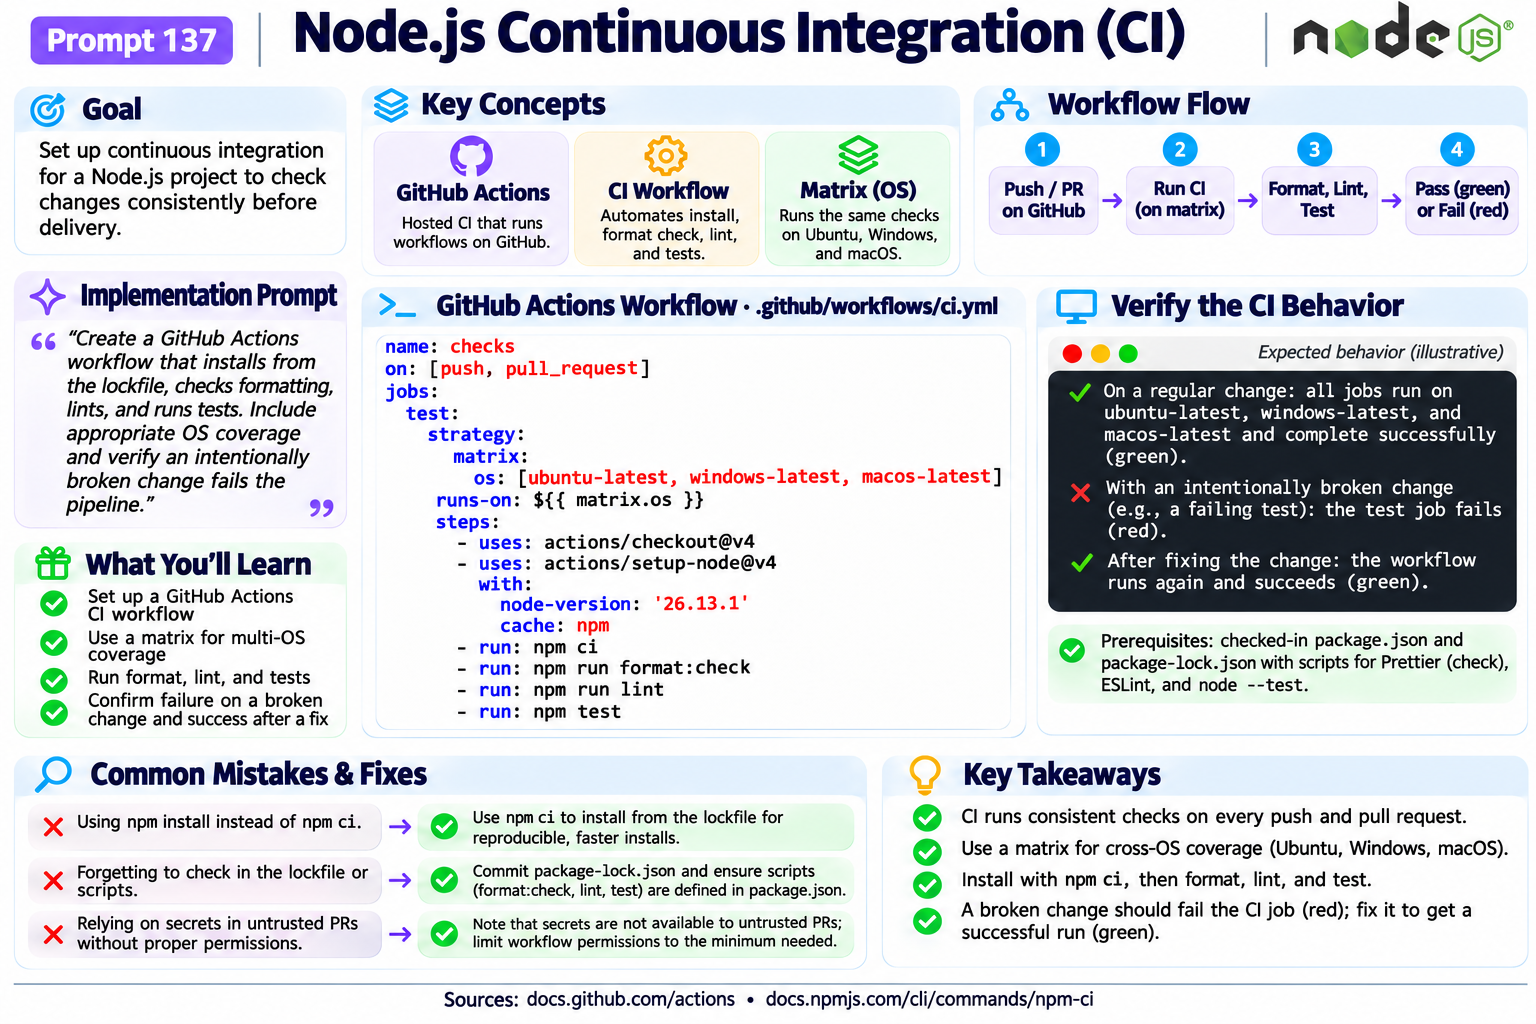 Prompt 137
Node.js Continuous Integration (CI)
node JS ®
Goal
Set up continuous integration
for a Node.js project to check
changes consistently before
delivery.
Key Concepts
GitHub Actions
Hosted CI that runs
workflows on GitHub.
CI Workflow
Automates install,
format check, lint,
and tests.
Matrix (OS)
Runs the same checks
on Ubuntu, Windows,
and macOS.
Workflow Flow
1
Push / PR
on GitHub
2
Run CI
(on matrix)
3
Format, Lint,
Test
4
Pass (green)
or Fail (red)
Implementation Prompt
“Create a GitHub Actions
workflow that installs from
the lockfile, checks formatting,
lints, and runs tests. Include
appropriate OS coverage
and verify an intentionally
broken change fails the
pipeline.”
What You’ll Learn
Set up a GitHub Actions
CI workflow
Use a matrix for multi-OS
coverage
Run format, lint, and tests
Confirm failure on a broken
change and success after a fix
GitHub Actions Workflow · .github/workflows/ci.yml
name: checks
on: [push, pull_request]
jobs:
test:
strategy:
matrix:
os: [ubuntu-latest, windows-latest, macos-latest]
runs-on: ${{ matrix.os }}
steps:
- uses: actions/checkout@v4
- uses: actions/setup-node@v4
with:
node-version: '26.13.1'
cache: npm
- run: npm ci
- run: npm run format:check
- run: npm run lint
- run: npm test
Verify the CI Behavior
Expected behavior (illustrative)
On a regular change: all jobs run on
ubuntu-latest, windows-latest, and
macos-latest and complete successfully
(green).
With an intentionally broken change
(e.g., a failing test): the test job fails
(red).
After fixing the change: the workflow
runs again and succeeds (green).
Prerequisites: checked-in package.json and
package-lock.json with scripts for Prettier (check),
ESLint, and node --test.
Common Mistakes & Fixes
Using npm install instead of npm ci.
Use npm ci to install from the lockfile for
reproducible, faster installs.
Forgetting to check in the lockfile or
scripts.
Commit package-lock.json and ensure scripts
(format:check, lint, test) are defined in package.json.
Relying on secrets in untrusted PRs
without proper permissions.
Note that secrets are not available to untrusted PRs;
limit workflow permissions to the minimum needed.
Key Takeaways
CI runs consistent checks on every push and pull request.
Use a matrix for cross-OS coverage (Ubuntu, Windows, macOS).
Install with npm ci, then format, lint, and test.
A broken change should fail the CI job (red); fix it to get a
successful run (green).
Sources: docs.github.com/actions • docs.npmjs.com/cli/commands/npm-ci